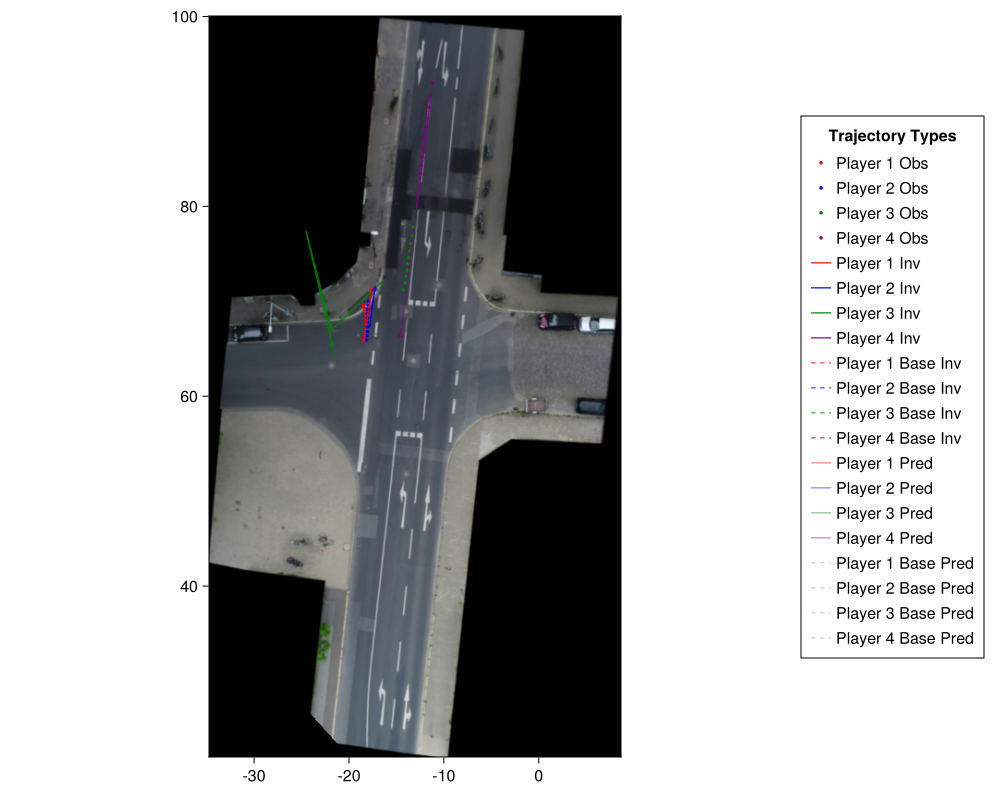 100
80
60
40
-30
-20
-10
0
Trajectory Types
Player 1 Obs
Player 2 Obs
Player 3 Obs
Player 4 Obs
Player 1 Inv
Player 2 Inv
Player 3 Inv
Player 4 Inv
Player 1 Base Inv
Player 2 Base Inv
Player 3 Base Inv
Player 4 Base Inv
Player 1 Pred
Player 2 Pred
Player 3 Pred
Player 4 Pred
Player 1 Base Pred
Player 2 Base Pred
Player 3 Base Pred
Player 4 Base Pred